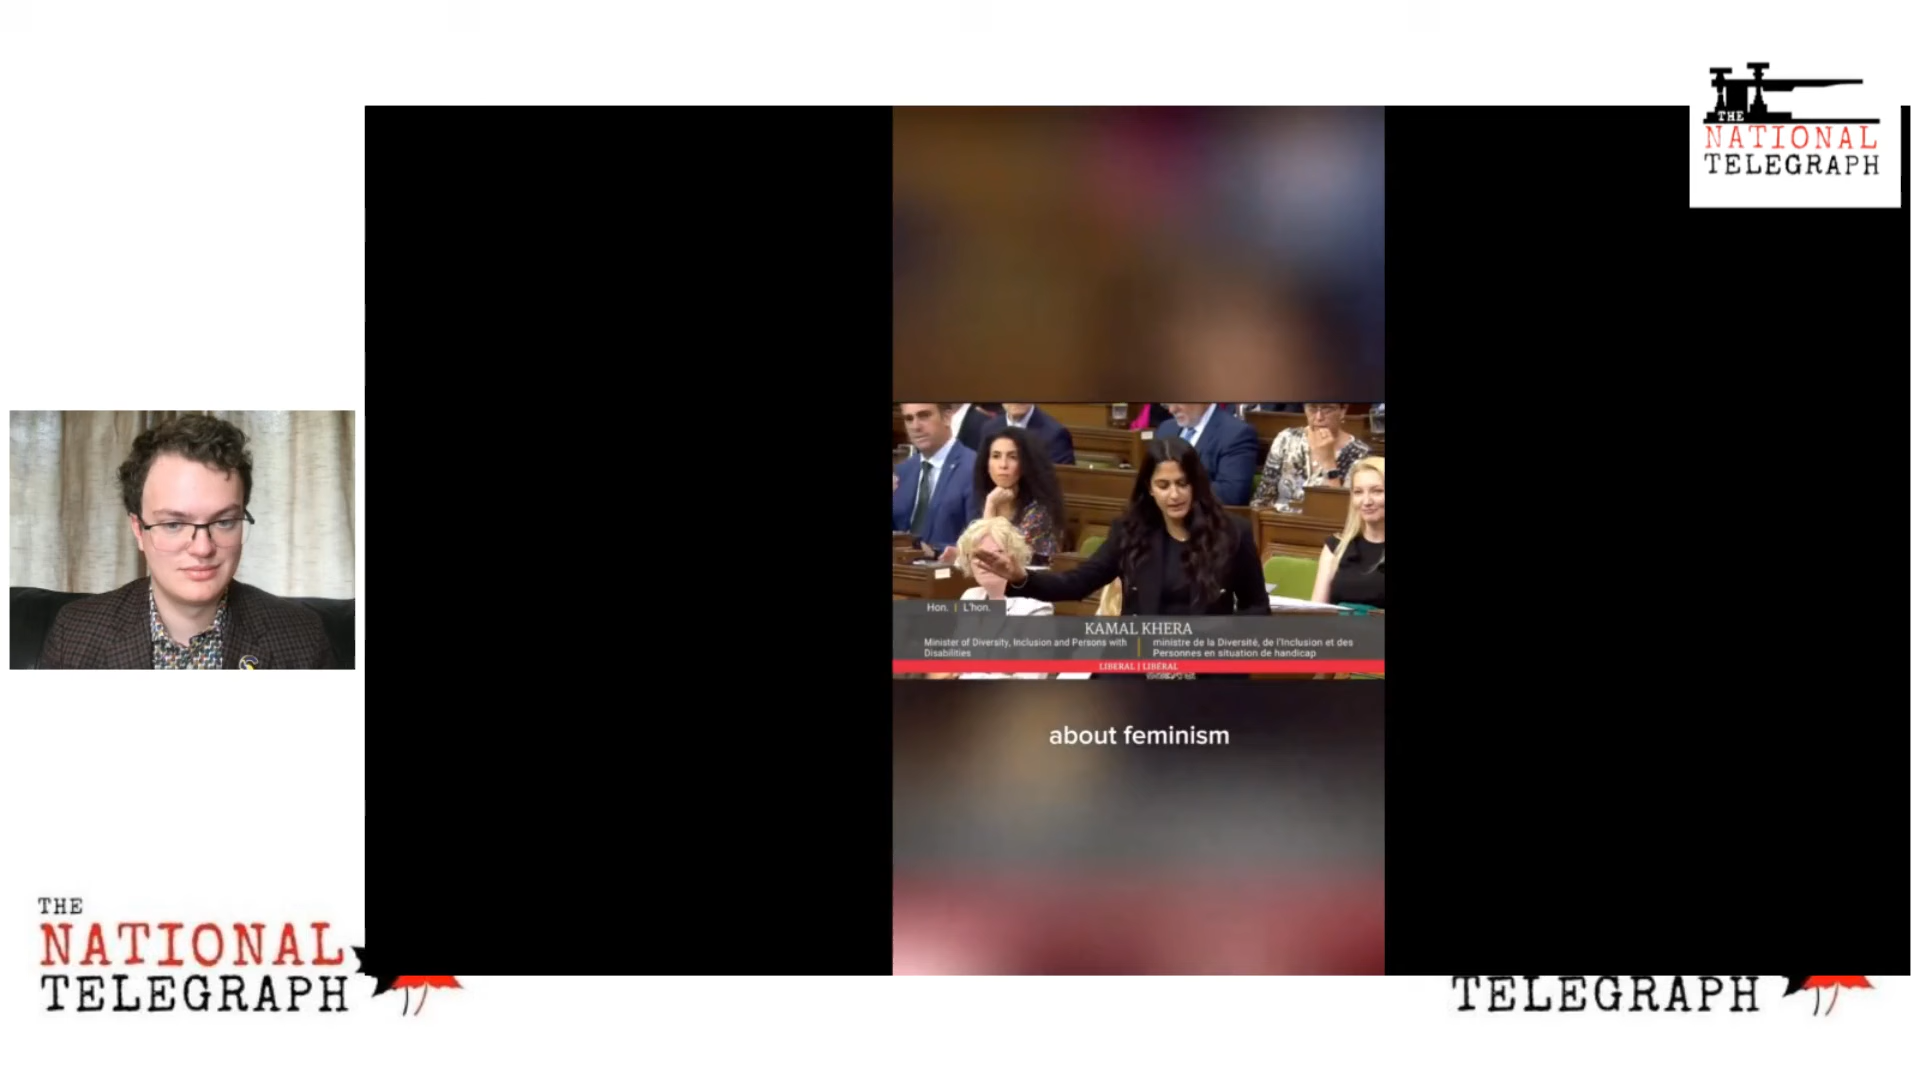 THE
NATIONAL
TELEGRAPH
Hon. | L'hon.
KAMAL KHERA
Minister of Diversity, Inclusion and Persons with
Disabilities
ministre de la Diversité, de l'Inclusion et des
Personnes en situation de handicap
LIBERAL | LIBÉRAL
about feminism
THE
NATIONAL
TELEGRAPH
TELEGRAPH